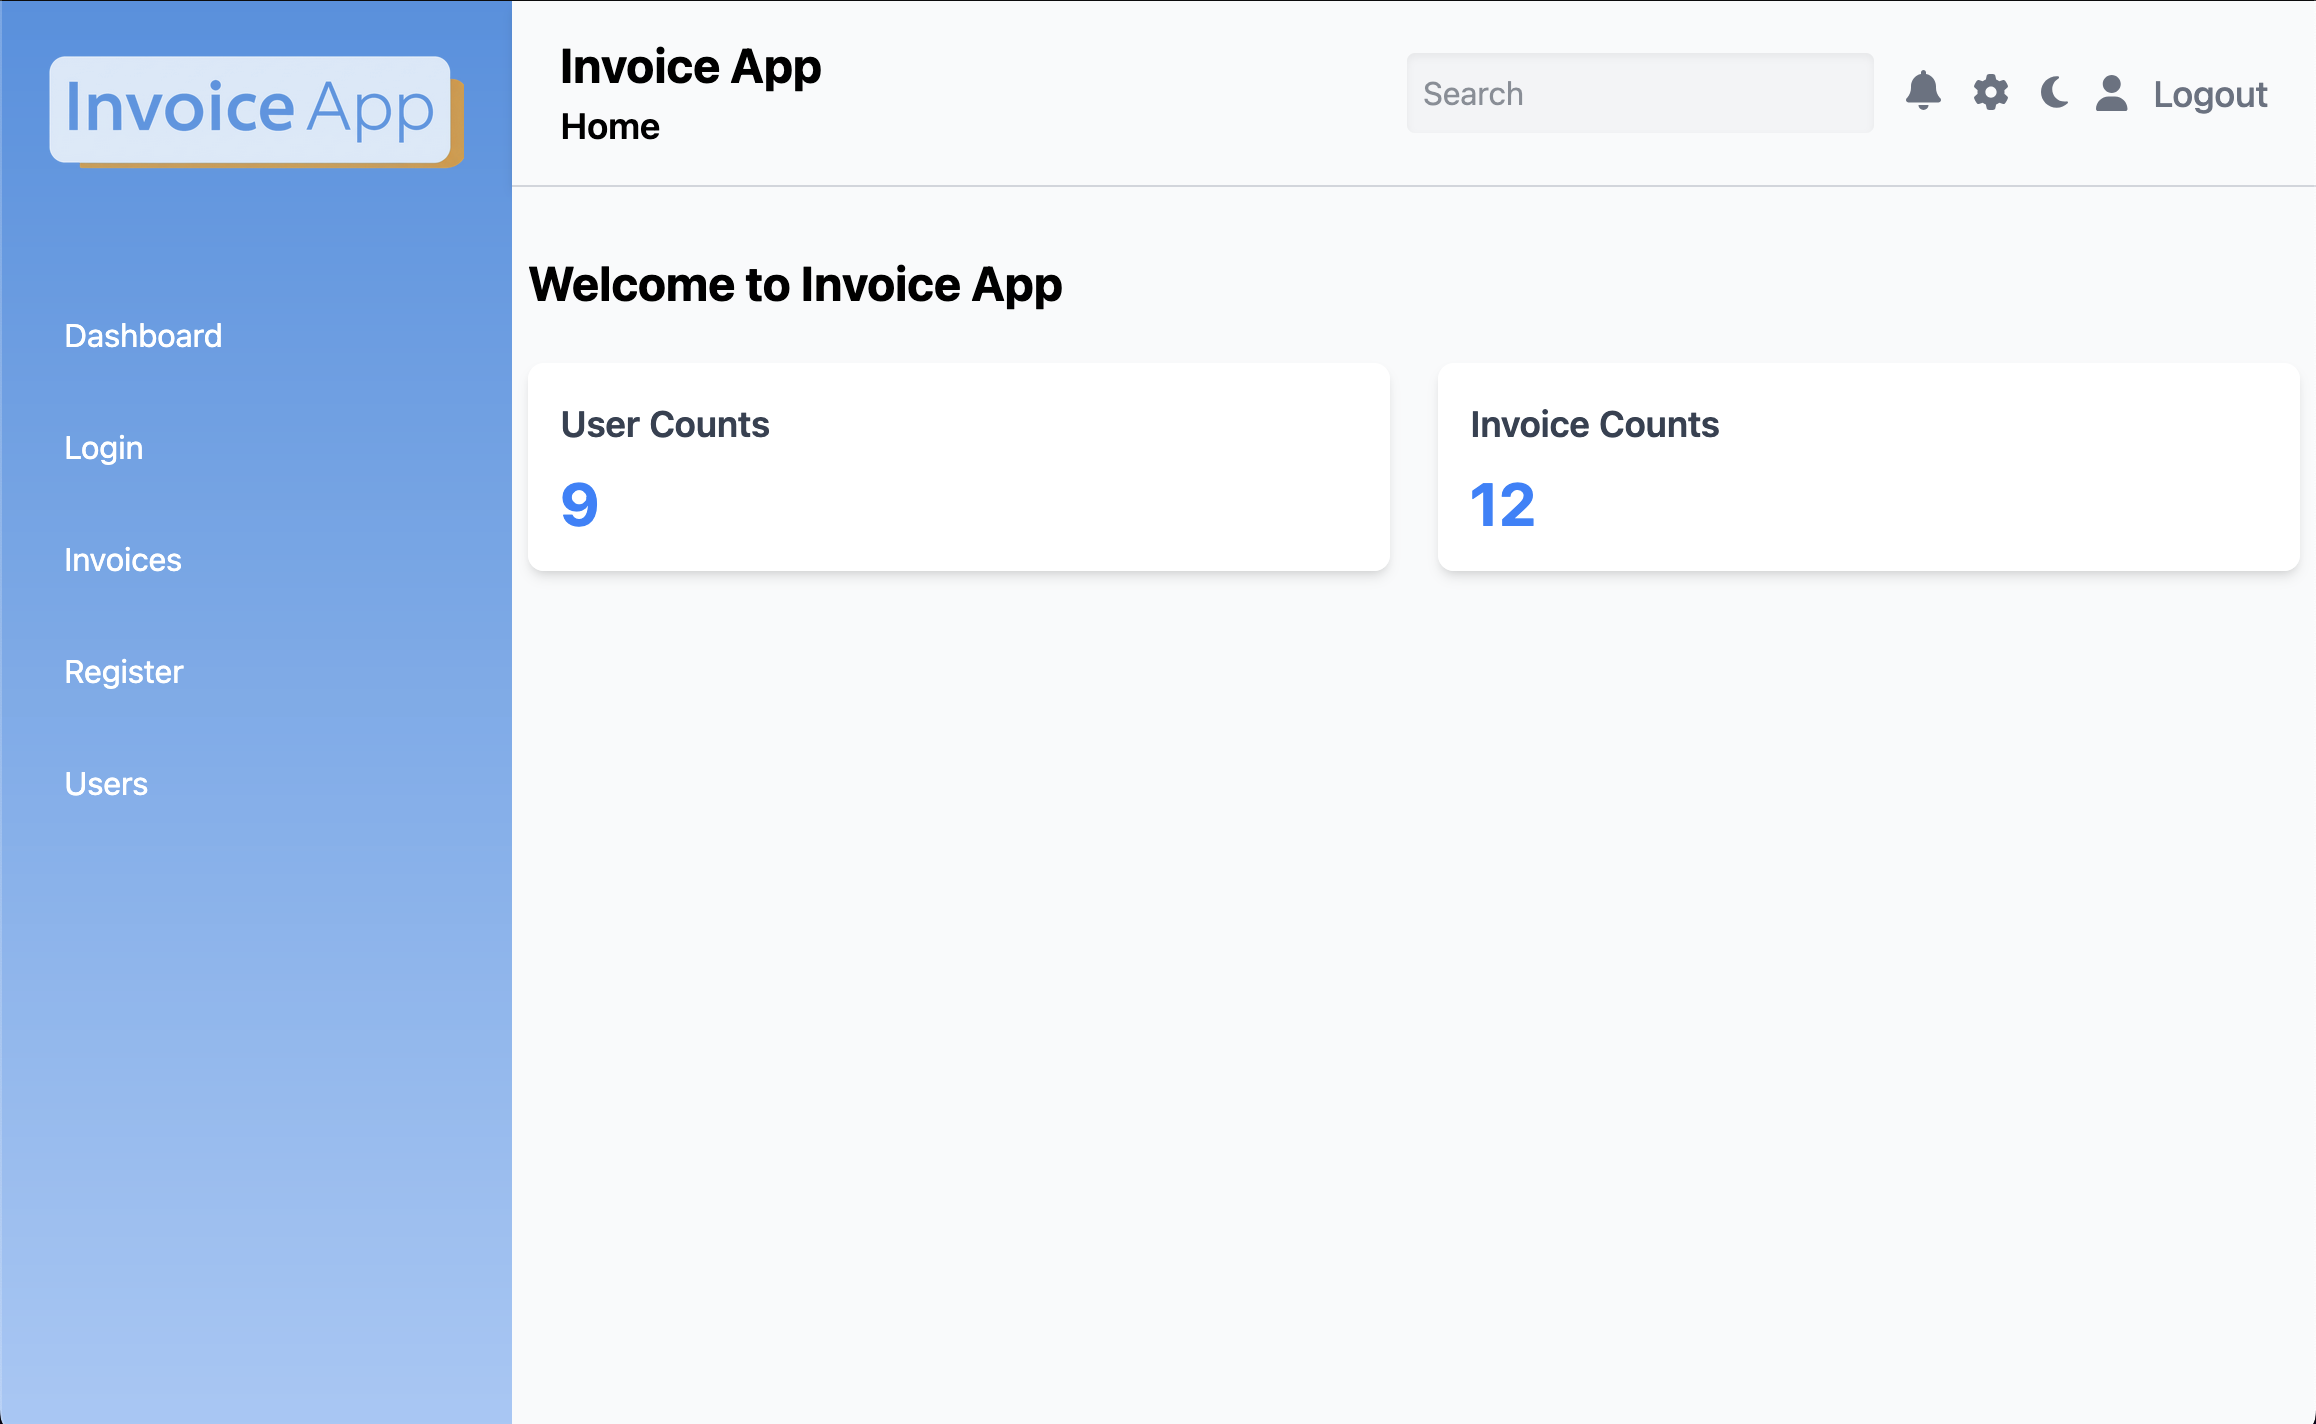 Invoice App
Dashboard
Login
Invoices
Register
Users
Invoice App
Home
Search
Logout
Welcome to Invoice App
User Counts
9
Invoice Counts
12